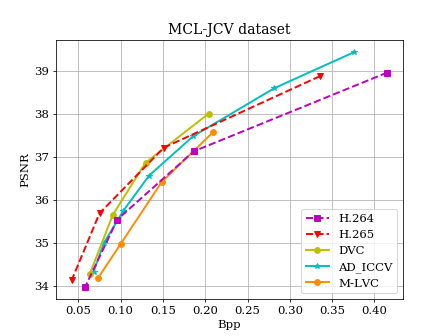 MCL-JCV dataset
39
38
37
36
35
34
PSNR
0.05 0.10 0.15 0.20 0.25 0.30 0.35 0.40
Bpp
H.264
H.265
DVC
AD_ICCV
M-LVC